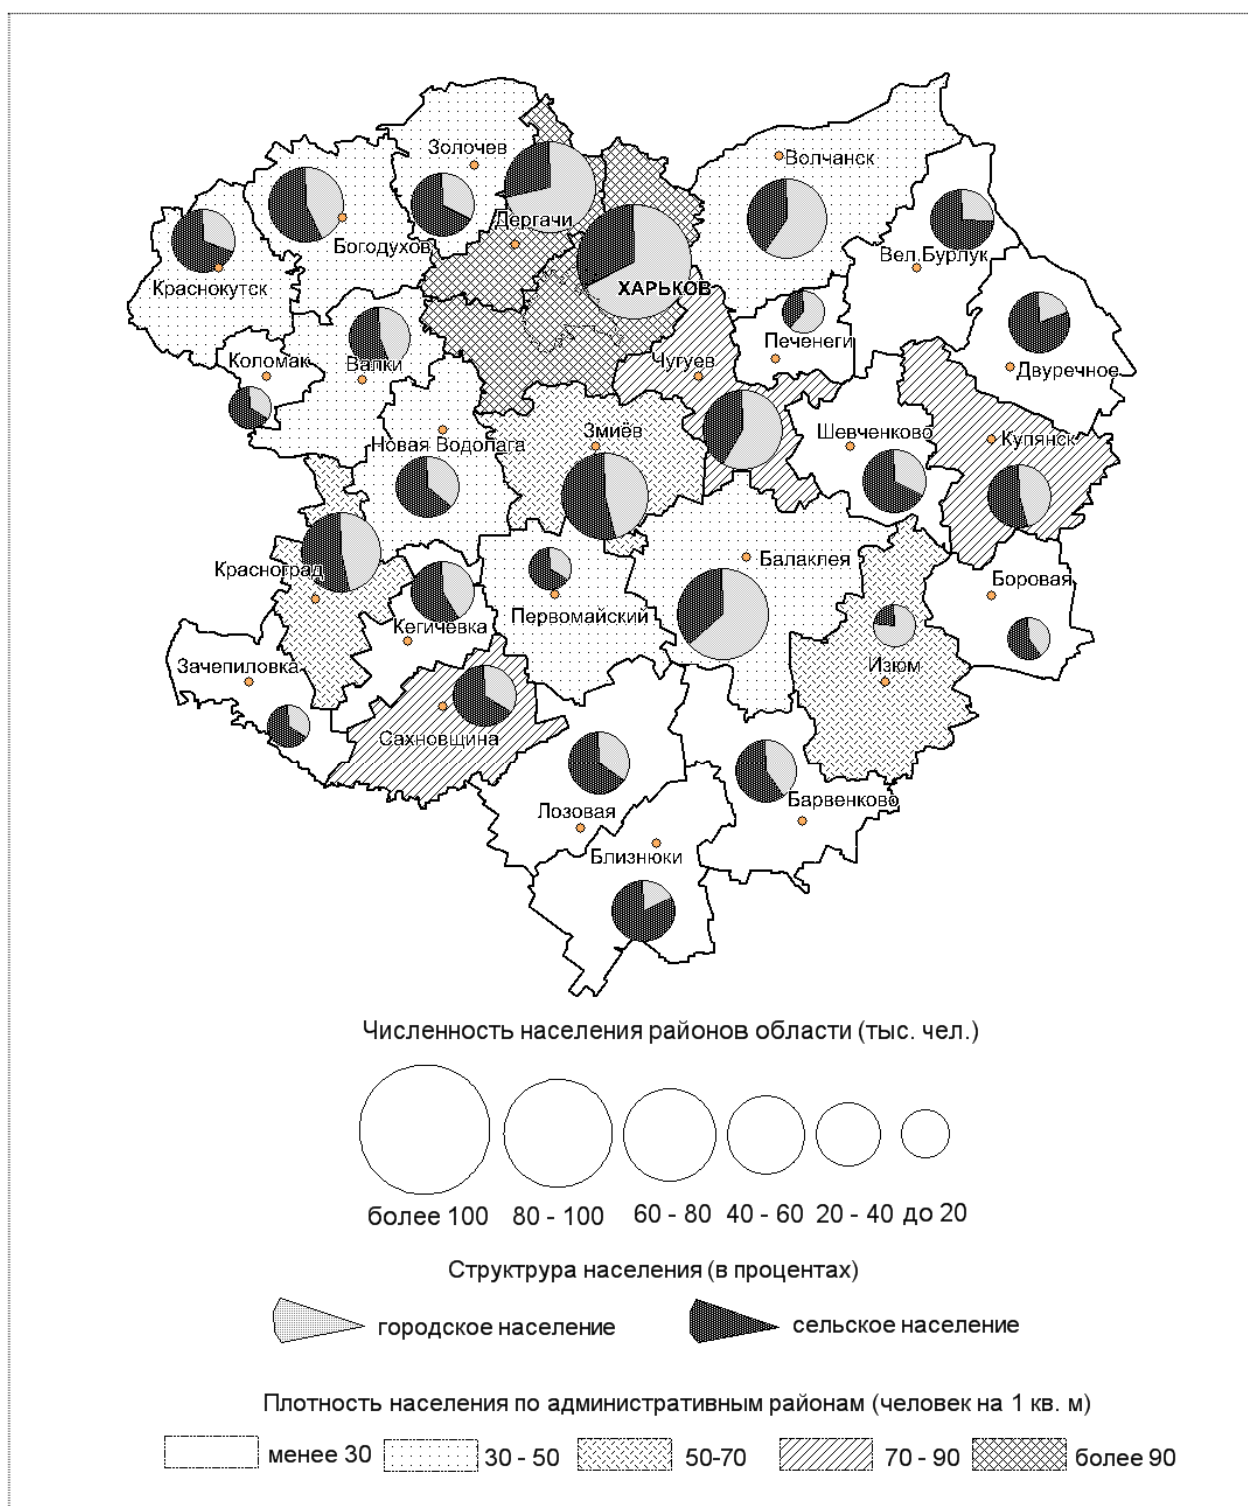 Золочев
Волчанск
Дергачи
Богодухов
Вел.Бурлук
Краснокутск
ХАРЬКОВ
Печенеги
Коломак
Валки
Чугуев
Двуречное
Новая Водолага
Змиёв
Шевченково
Купянск
Балаклея
Красноград
Боровая
Первомайский
Кегичевка
Зачепиловка
Изюм
Сахновщина
Барвенково
Лозовая
Близнюки
Численность населения районов области (тыс. чел.)
более 100 80 - 100 60 - 80 40 - 60 20 - 40 до 20
Структрура населения (в процентах)
городское население сельское население
Плотность населения по административным районам (человек на 1 кв. м)
менее 30 30 - 50 50-70 70 - 90 более 90